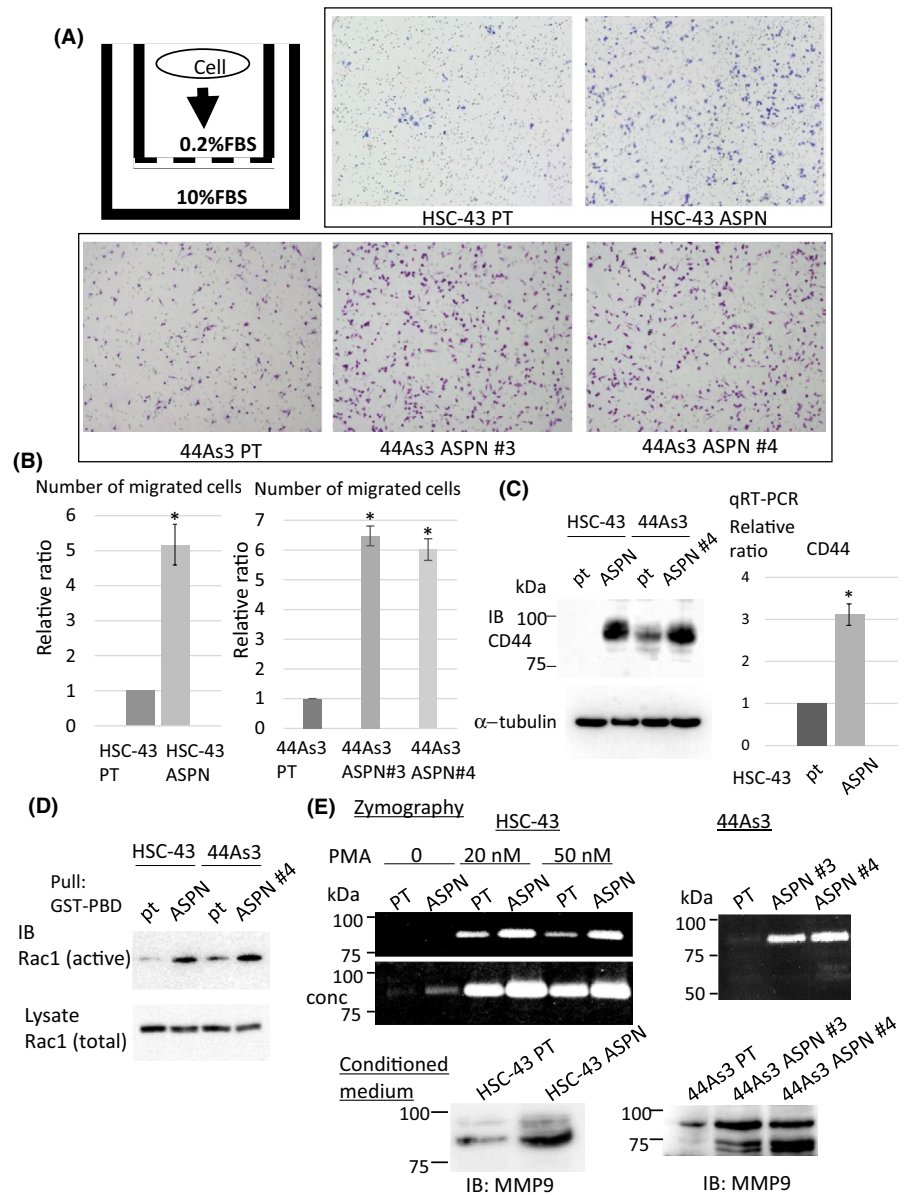 (A)
Cell
0.2%FBS
10%FBS
HSC-43 PT
HSC-43 ASPN
44As3 PT
44As3 ASPN #3
44As3 ASPN #4
(B)
Number of migrated cells
Relative ratio
6
5
4
3
2
1
0
*
HSC-43 PT
HSC-43 ASPN
Number of migrated cells
Relative ratio
7
6
5
4
3
2
1
0
*
*
44As3 PT
44As3 ASPN#3
44As3 ASPN#4
(C)
HSC-43
44As3
pt
ASPN
pt
ASPN #4
kDa
IB
CD44
100
75
α−tubulin
qRT-PCR
Relative ratio
CD44
4
3
2
1
0
*
HSC-43
pt
ASPN
(D)
HSC-43
44As3
Pull:
GST-PBD
pt
ASPN
pt
ASPN #4
IB
Rac1 (active)
Lysate
Rac1 (total)
(E)
Zymography
HSC-43
PMA
0
20 nM
50 nM
kDa
PT
ASPN
PT
ASPN
PT
ASPN
100
75
conc
100
75
44As3
kDa
PT
ASPN #3
ASPN #4
100
75
50
Conditioned
medium
HSC-43 PT
HSC-43 ASPN
100
75
IB: MMP9
44As3 PT
44As3 ASPN #3
44As3 ASPN #4
100
75
IB: MMP9